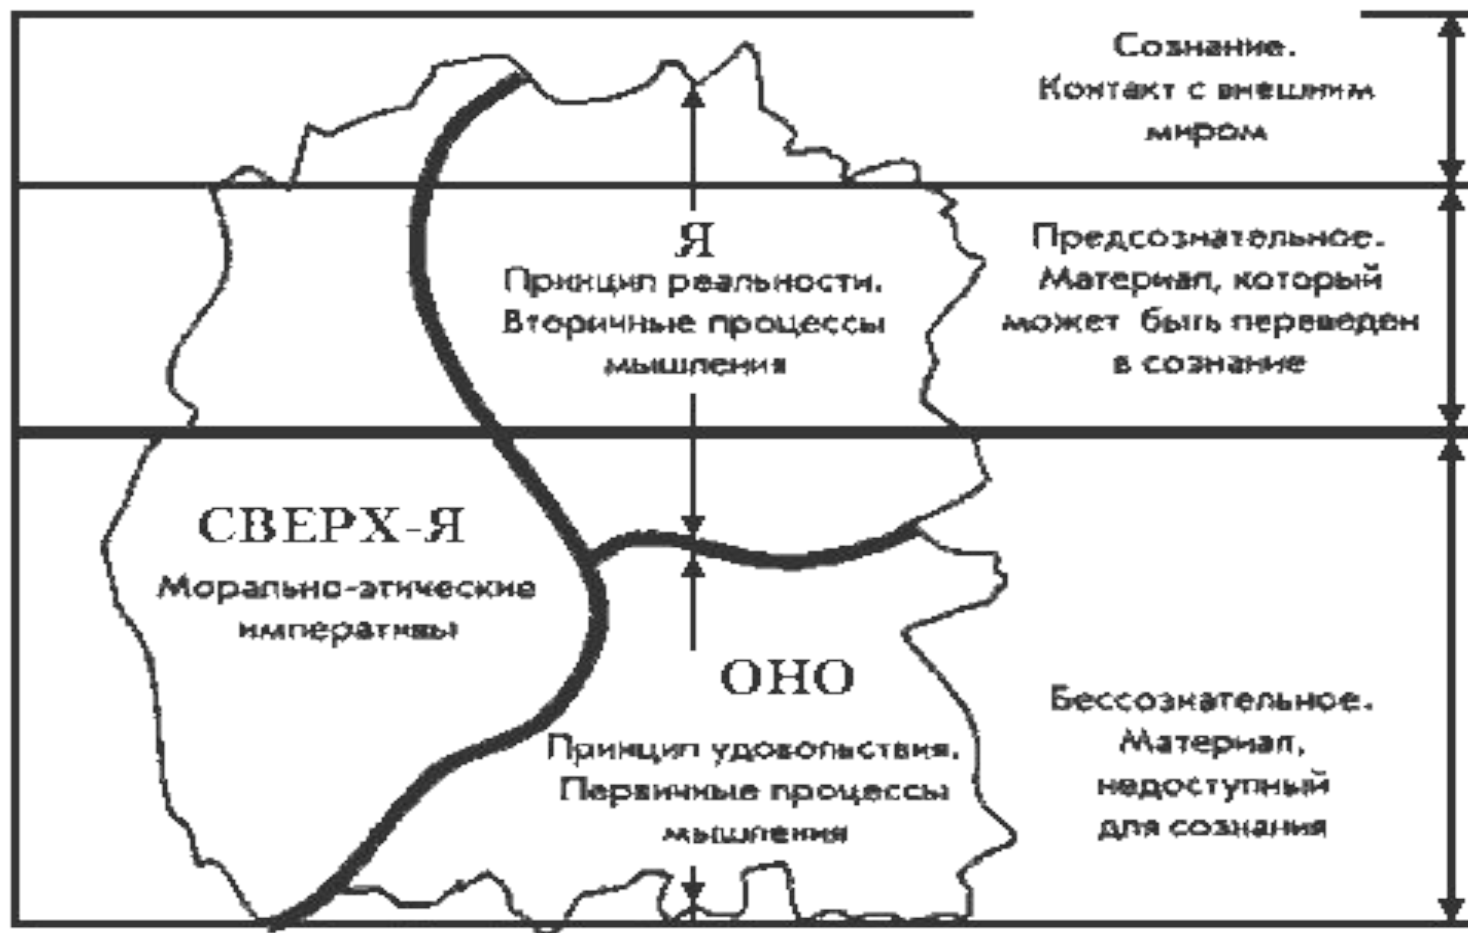 Сознание.
Контакт с внешним
миром
Я
Принцип реальности.
Вторичные процессы
мышления
Предсознательное.
Материал, который
может быть переведен
в сознание
СВЕРХ-Я
Морально-этические
императивы
ОНО
Принцип удовольствия.
Первичные процессы
мышления
Бессознательное.
Материал,
недоступный
для сознания